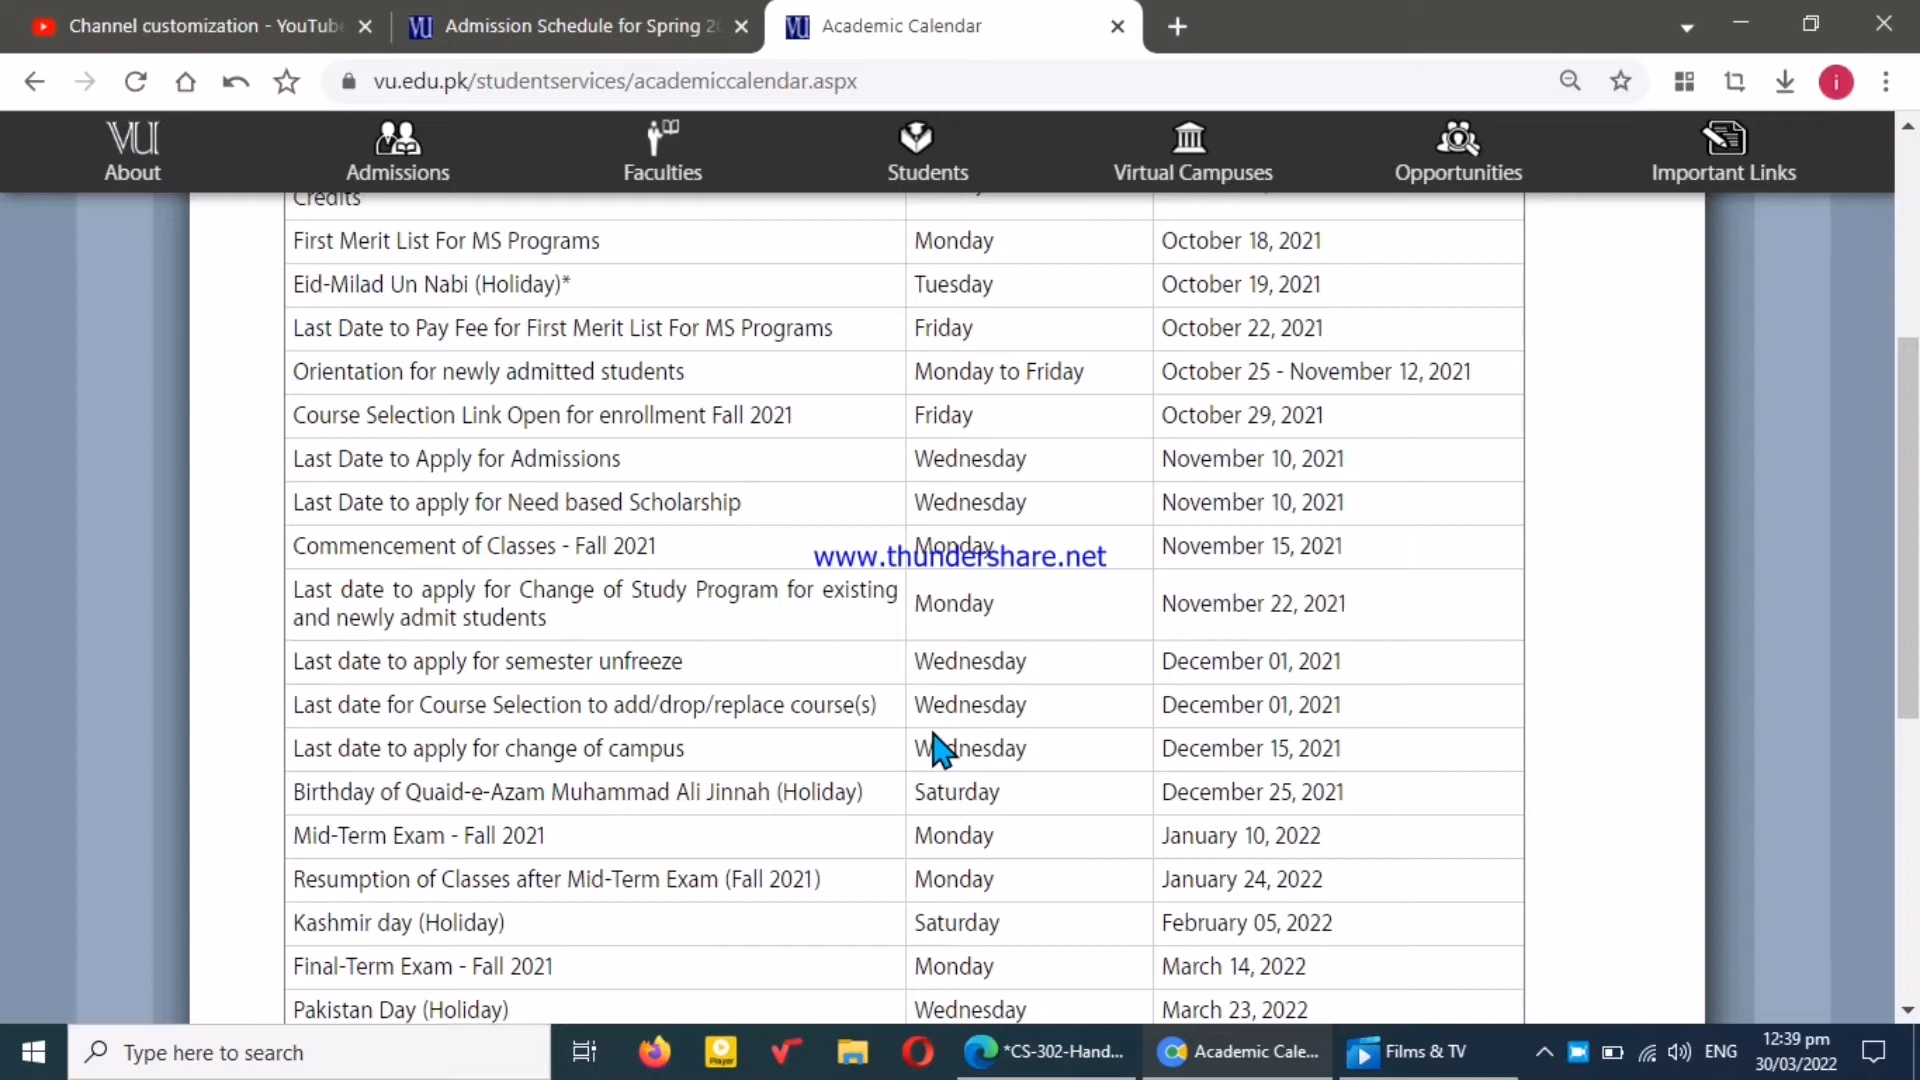 Channel customization - YouTube
Admission Schedule for Spring 2
Academic Calendar
vu.edu.pk/studentservices/academiccalendar.aspx
i
VU
About
Admissions
Faculties
Students
Virtual Campuses
Opportunities
Important Links
Credits
First Merit List For MS Programs Monday October 18, 2021
Eid-Milad Un Nabi (Holiday)* Tuesday October 19, 2021
Last Date to Pay Fee for First Merit List For MS Programs Friday October 22, 2021
Orientation for newly admitted students Monday to Friday October 25 - November 12, 2021
Course Selection Link Open for enrollment Fall 2021 Friday October 29, 2021
Last Date to Apply for Admissions Wednesday November 10, 2021
Last Date to apply for Need based Scholarship Wednesday November 10, 2021
Commencement of Classes - Fall 2021 Monday November 15, 2021
www.thundershare.net
Last date to apply for Change of Study Program for existing
and newly admit students Monday November 22, 2021
Last date to apply for semester unfreeze Wednesday December 01, 2021
Last date for Course Selection to add/drop/replace course(s) Wednesday December 01, 2021
Last date to apply for change of campus Wednesday December 15, 2021
Birthday of Quaid-e-Azam Muhammad Ali Jinnah (Holiday) Saturday December 25, 2021
Mid-Term Exam - Fall 2021 Monday January 10, 2022
Resumption of Classes after Mid-Term Exam (Fall 2021) Monday January 24, 2022
Kashmir day (Holiday) Saturday February 05, 2022
Final-Term Exam - Fall 2021 Monday March 14, 2022
Pakistan Day (Holiday) Wednesday March 23, 2022
Type here to search
Player
*CS-302-Hand...
Academic Cale...
Films & TV
ENG
12:39 pm
30/03/2022